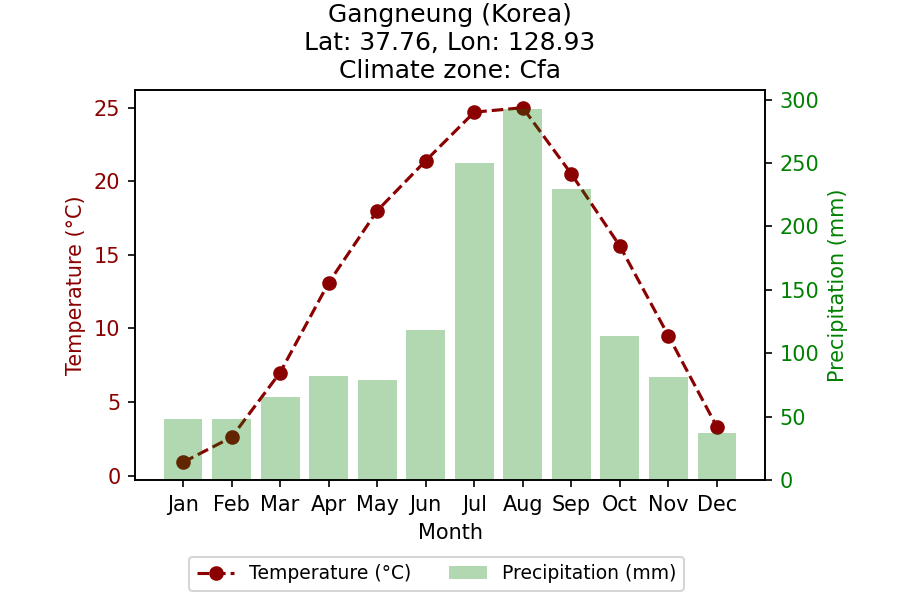 Gangneung (Korea)
Lat: 37.76, Lon: 128.93
Climate zone: Cfa
Temperature (°C)
25
20
15
10
5
0
300
250
200
150
100
50
0
Precipitation (mm)
Jan Feb Mar Apr May Jun Jul Aug Sep Oct Nov Dec
Month
Temperature (°C) Precipitation (mm)